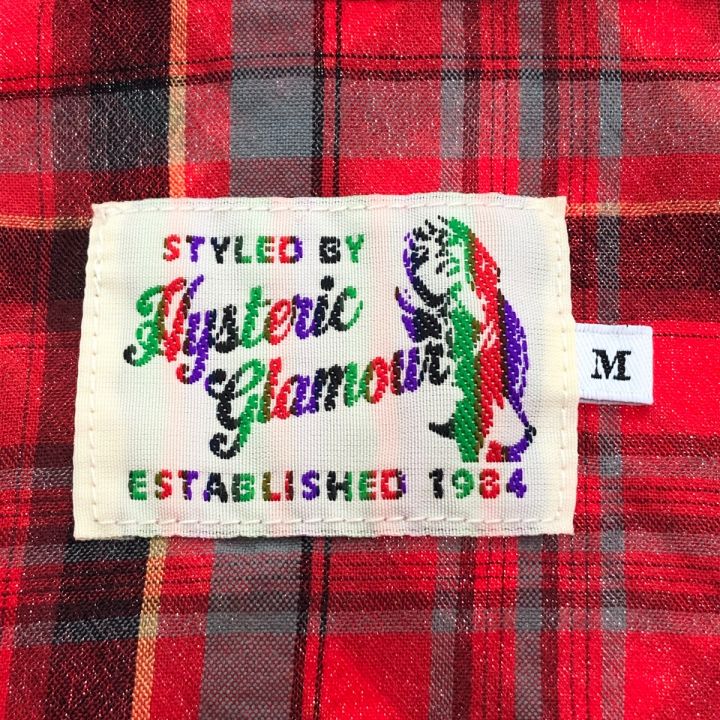 STYLED BY
Hysteric
Glamour
ESTABLISHED 1984
M